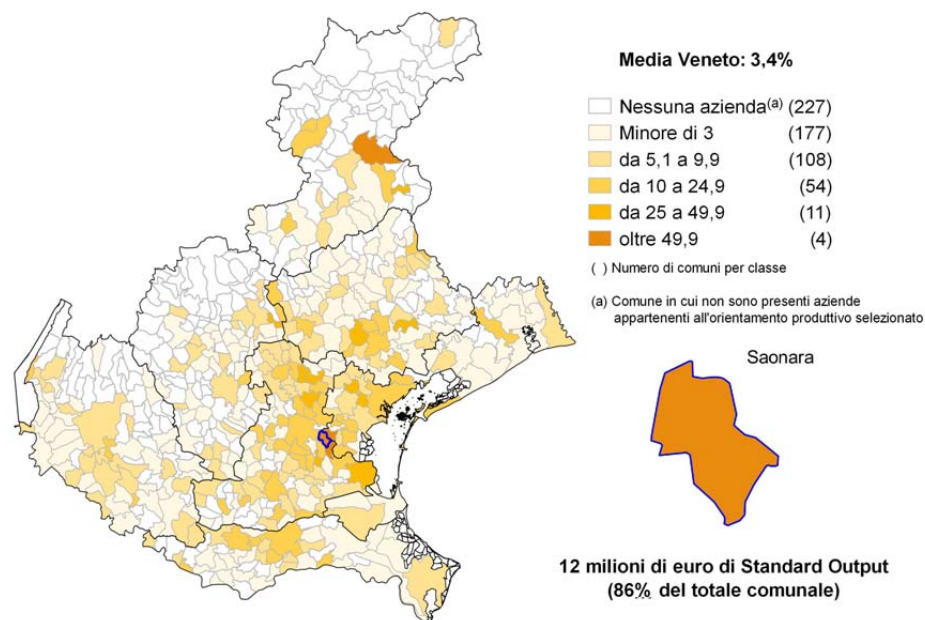 Media Veneto: 3,4%
Nessuna azienda(a) (227)
Minore di 3 (177)
da 5,1 a 9,9 (108)
da 10 a 24,9 (54)
da 25 a 49,9 (11)
oltre 49,9 (4)
( ) Numero di comuni per classe
(a) Comune in cui non sono presenti aziende
appartenenti all'orientamento produttivo selezionato
Saonara
12 milioni di euro di Standard Output
(86% del totale comunale)